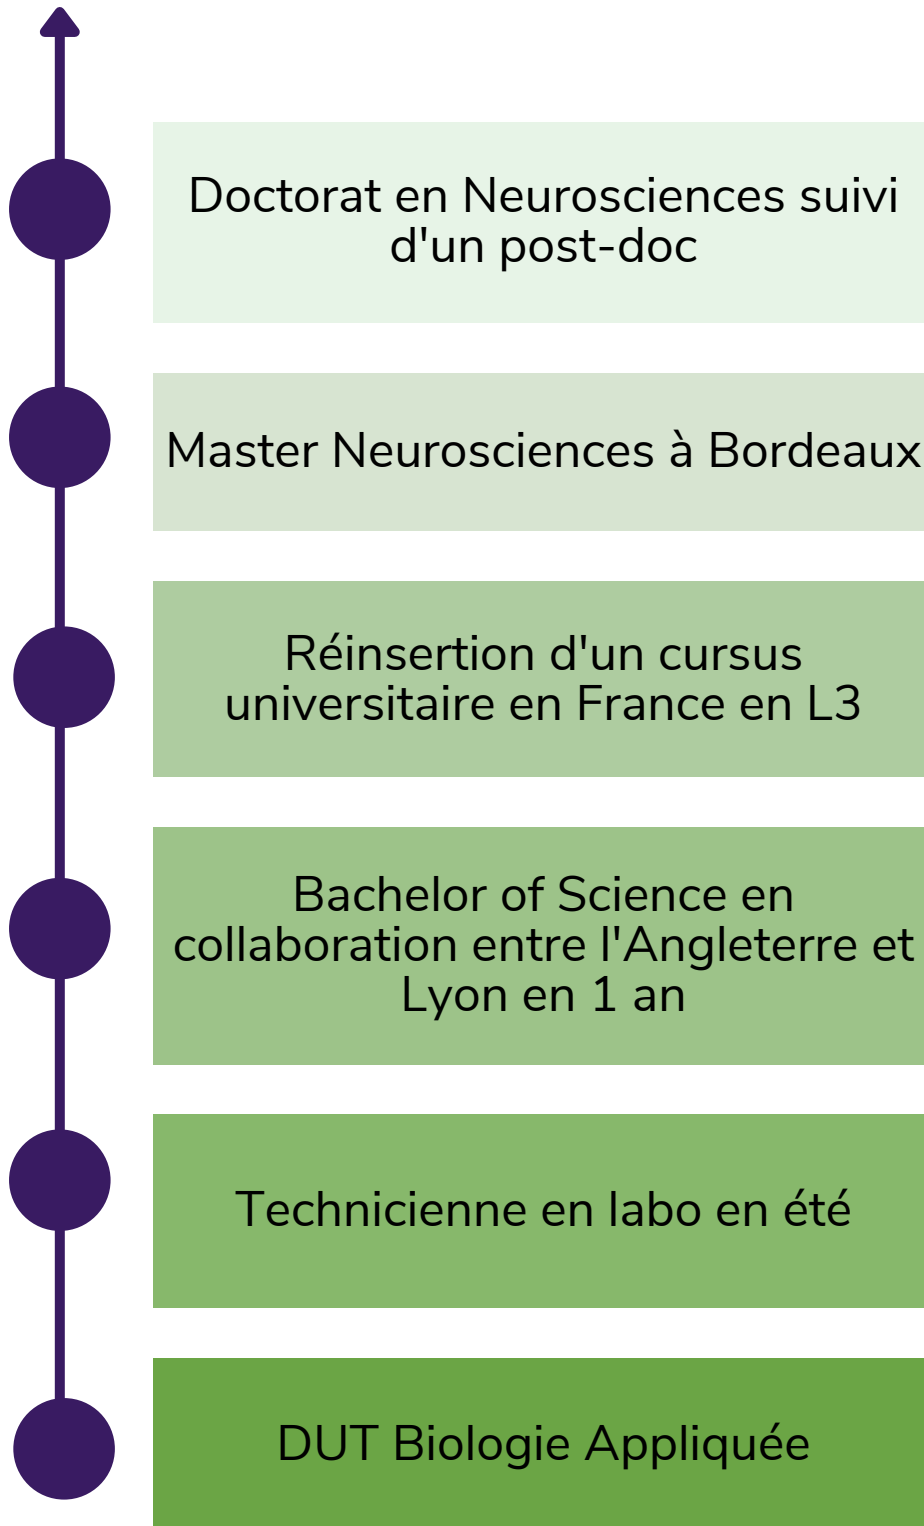 Doctorat en Neurosciences suivi
d'un post-doc
Master Neurosciences à Bordeaux
Réinsertion d'un cursus
universitaire en France en L3
Bachelor of Science en
collaboration entre l'Angleterre et
Lyon en 1 an
Technicienne en labo en été
DUT Biologie Appliquée